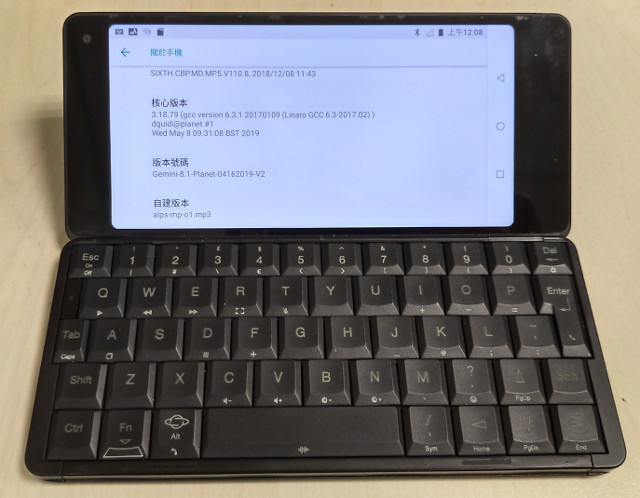 上午12:08
關於手機
SIXTH.CBP.MD.MP5.V110.8, 2018/12/08 11:43
核心版本
3.18.79 (gcc version 6.3.1 20170109 (Linaro GCC 6.3-2017.02) )
dguidi@planet #1
Wed May 8 09:31:08 BST 2019
版本號碼
Gemini-8.1-Planet-04162019-V2
自建版本
alps-mp-o1.mp3
Esc 1 2 3 4 5 6 7 8 9 0 Del
On
Off
Q W E R T Y U I O P Enter
Tab A S D F G H J K L
Caps
Shift Z X C V B N M ? Shift
PgUp
Ctrl Fn Alt
Sym Home PgDn End